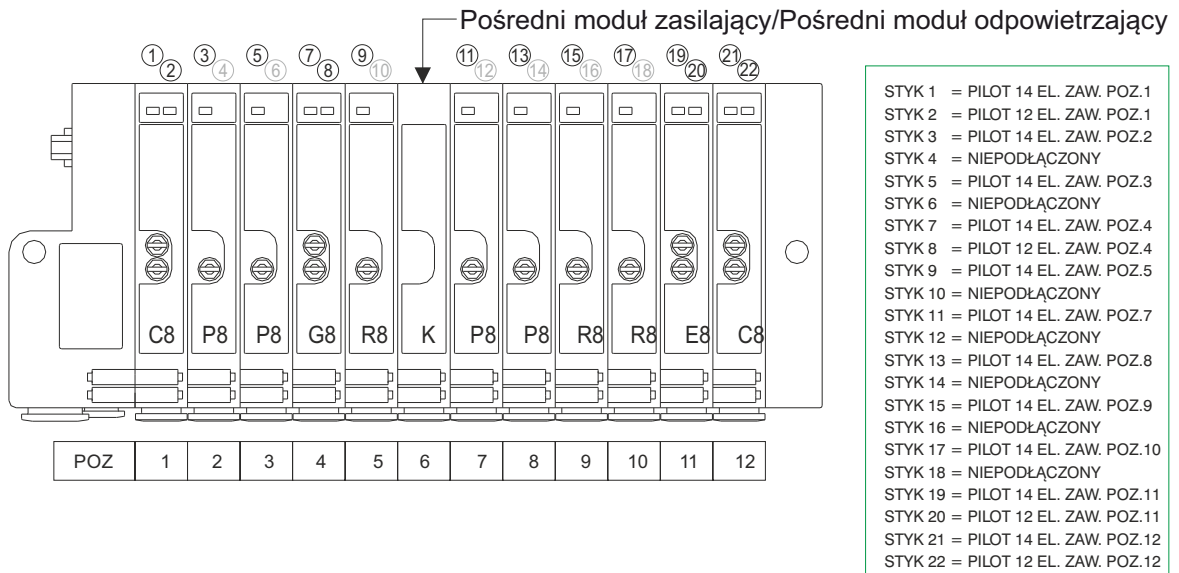 Pośredni moduł zasilający/Pośredni moduł odpowietrzający
1 3 5 7 9 11 13 15 17 19 21
2 4 6 8 10 12 14 16 18 20 22
C8 P8 P8 G8 R8 K P8 P8 R8 R8 E8 C8
POZ 1 2 3 4 5 6 7 8 9 10 11 12
STYK 1 = PILOT 14 EL. ZAW. POZ.1
STYK 2 = PILOT 12 EL. ZAW. POZ.1
STYK 3 = PILOT 14 EL. ZAW. POZ.2
STYK 4 = NIEPODŁĄCZONY
STYK 5 = PILOT 14 EL. ZAW. POZ.3
STYK 6 = NIEPODŁĄCZONY
STYK 7 = PILOT 14 EL. ZAW. POZ.4
STYK 8 = PILOT 12 EL. ZAW. POZ.4
STYK 9 = PILOT 14 EL. ZAW. POZ.5
STYK 10 = NIEPODŁĄCZONY
STYK 11 = PILOT 14 EL. ZAW. POZ.7
STYK 12 = NIEPODŁĄCZONY
STYK 13 = PILOT 14 EL. ZAW. POZ.8
STYK 14 = NIEPODŁĄCZONY
STYK 15 = PILOT 14 EL. ZAW. POZ.9
STYK 16 = NIEPODŁĄCZONY
STYK 17 = PILOT 14 EL. ZAW. POZ.10
STYK 18 = NIEPODŁĄCZONY
STYK 19 = PILOT 14 EL. ZAW. POZ.11
STYK 20 = PILOT 12 EL. ZAW. POZ.11
STYK 21 = PILOT 14 EL. ZAW. POZ.12
STYK 22 = PILOT 12 EL. ZAW. POZ.12